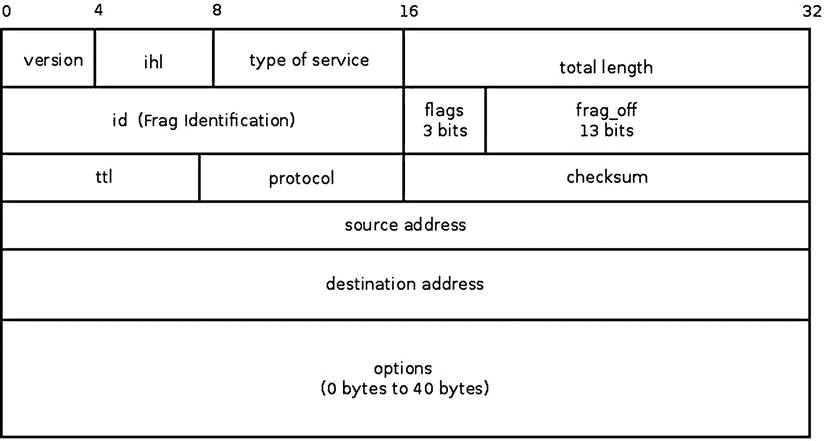 0 4 8 16 32
version ihl type of service total length
id (Frag Identification) flags frag_off
3 bits 13 bits
ttl protocol checksum
source address
destination address
options
(0 bytes to 40 bytes)